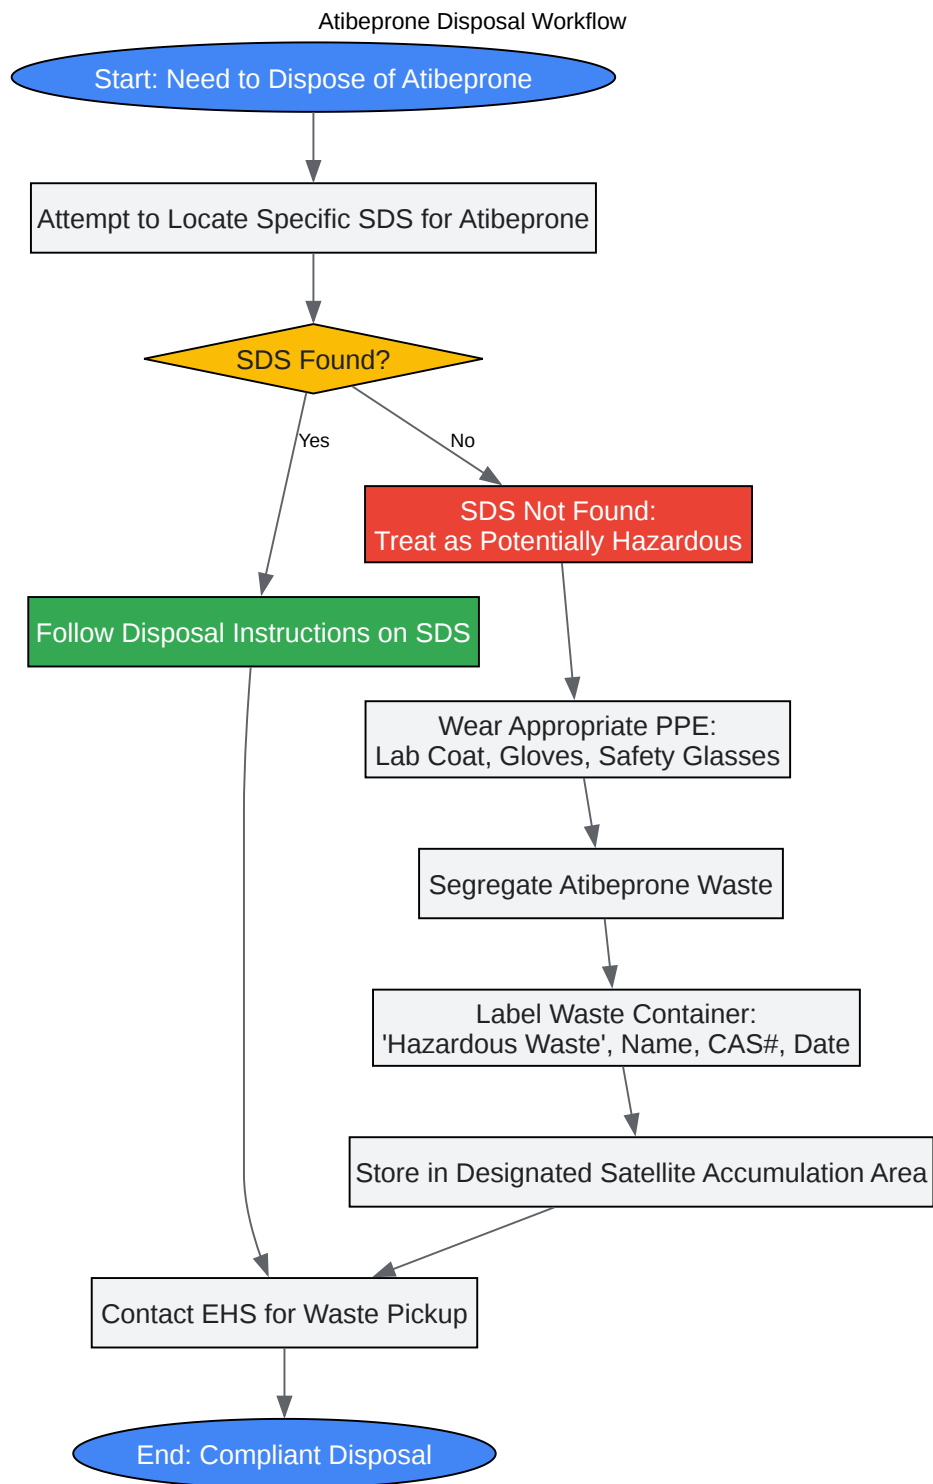 Atibeprone Disposal Workflow
Start: Need to Dispose of Atibeprone
Attempt to Locate Specific SDS for Atibeprone
SDS Found?
Yes
No
SDS Not Found:
Treat as Potentially Hazardous
Follow Disposal Instructions on SDS
Wear Appropriate PPE:
Lab Coat, Gloves, Safety Glasses
Segregate Atibeprone Waste
Label Waste Container:
'Hazardous Waste', Name, CAS#, Date
Store in Designated Satellite Accumulation Area
Contact EHS for Waste Pickup
End: Compliant Disposal